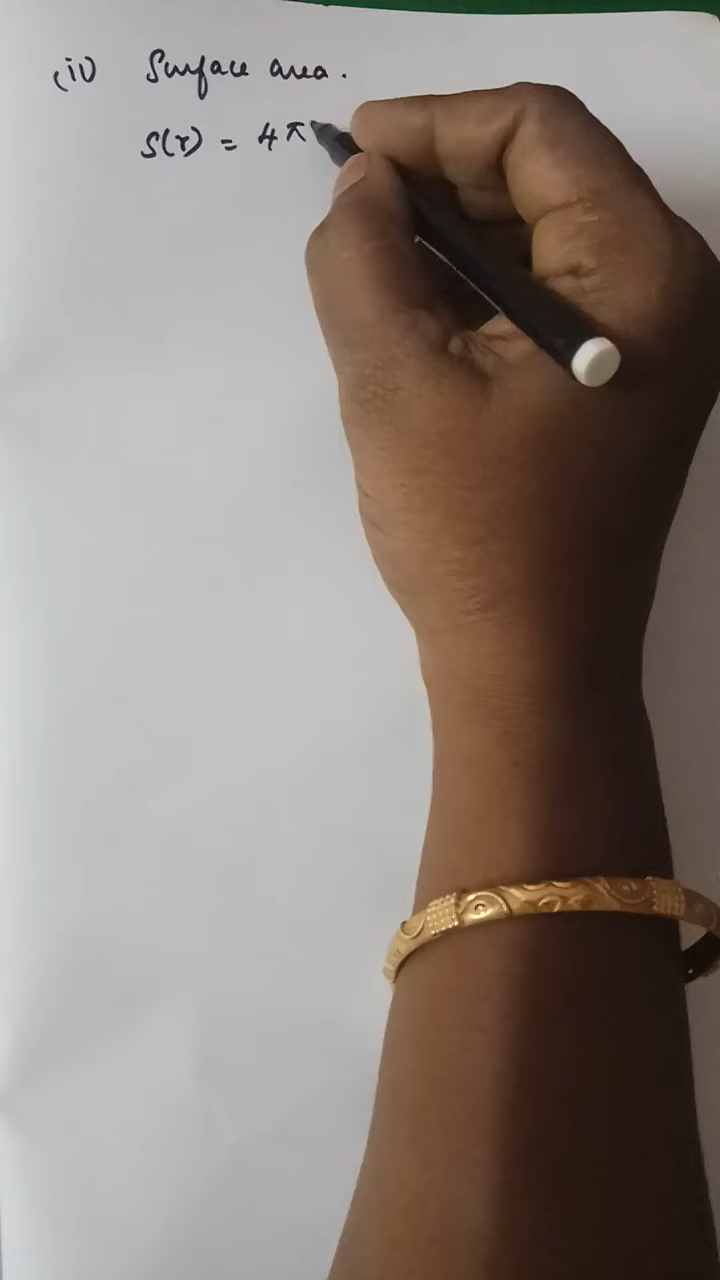 (ii) Surface area.
S(r) = 4π